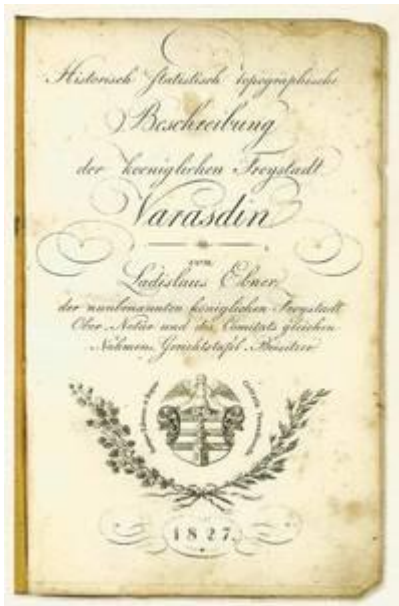 Historisch Statistisch topographische
Beschreibung
der koeniglichen Freystadt
Varasdin
von
Ladislaus Ebner,
der nunbenannten königlichen Freystadt
Ober Notär und des Comitats gleichen
Nahmens Gerichtstafel Beisitzer
1827.